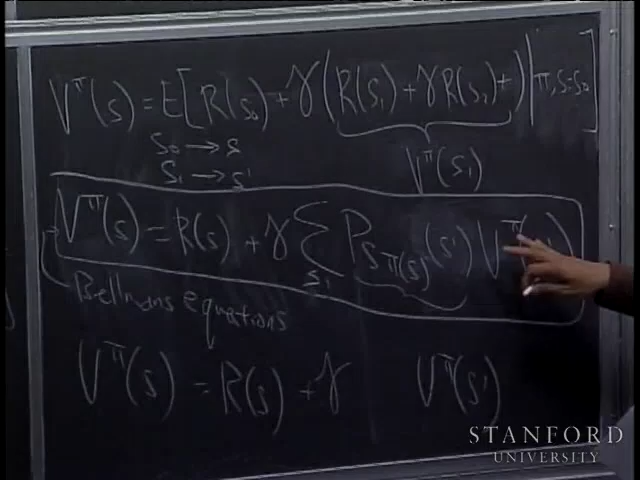 V^π(s) = E[R(s₀) + γ(R(s₁) + γR(s₂) + ) | π, s=s₀]
s₀ → s
s₁ → s'
V^π(s₁)
V^π(s) = R(s) + γ Σ_{s'} P_{sπ(s)}(s') V^π(s')
Bellmans equations
V^π(s) = R(s) + γ V^π(s')
STANFORD
UNIVERSITY